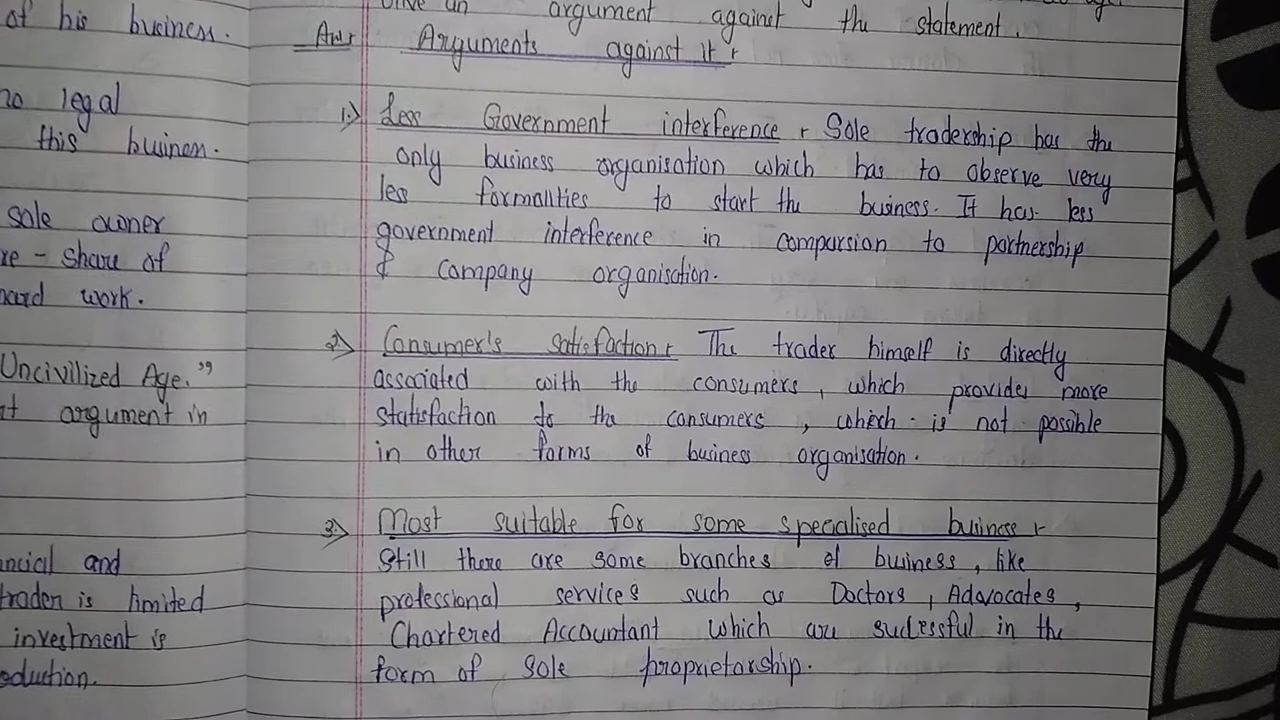 of his business.
no legal
this businen.
sole owner
re - share of
hard work.
Uncivilized Age."
t argument in
ncial and
trader is limited
investment is
oduction.
Give an argument against the statement.
Ans Arguments against it
1.) Less Government interference - Sole tradership has the
only business organisation which has to observe very
less formalities to start the business. It has less
government interference in comparsion to partnership
& company organisation.
2) Consumer's satisfaction - The trader himself is directly
associated with the consumers, which provides more
statisfaction to the consumers, which is not possible
in other forms of business organisation.
3) Most suitable for some specialised business -
Still there are some branches of business, like
professional services such as Doctors, Adavocates,
Chartered Accountant which are successful in the
form of sole proprietorship.